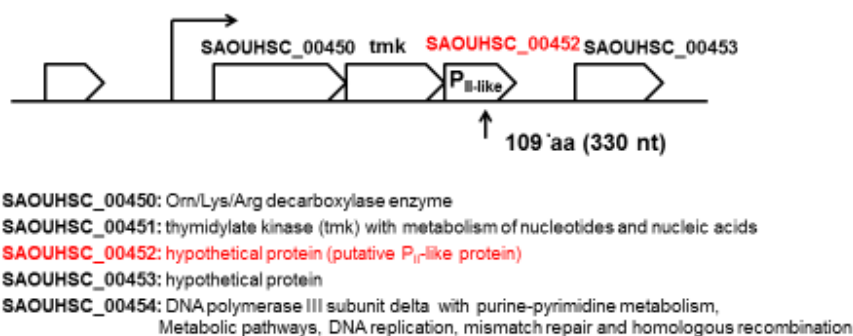 SAOUHSC_00450 tmk SAOUHSC_00452 SAOUHSC_00453
PII-like
109 aa (330 nt)
SAOUHSC_00450: Orn/Lys/Arg decarboxylase enzyme
SAOUHSC_00451: thymidylate kinase (tmk) with metabolism of nucleotides and nucleic acids
SAOUHSC_00452: hypothetical protein (putative PII-like protein)
SAOUHSC_00453: hypothetical protein
SAOUHSC_00454: DNA polymerase III subunit delta with purine-pyrimidine metabolism,
Metabolic pathways, DNA replication, mismatch repair and homologous recombination